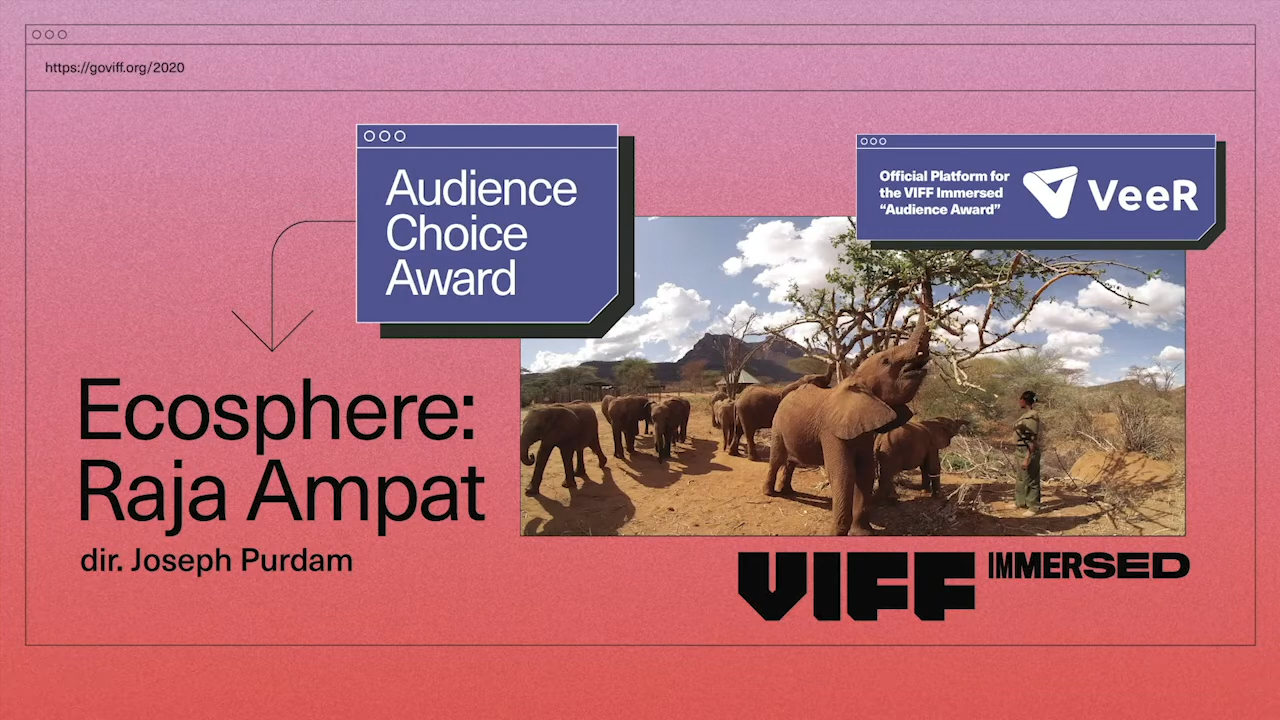 https://goviff.org/2020
Audience
Choice
Award
Official Platform for
the VIFF Immersed
“Audience Award”
VeeR
Ecosphere:
Raja Ampat
dir. Joseph Purdam
VIFF IMMERSED